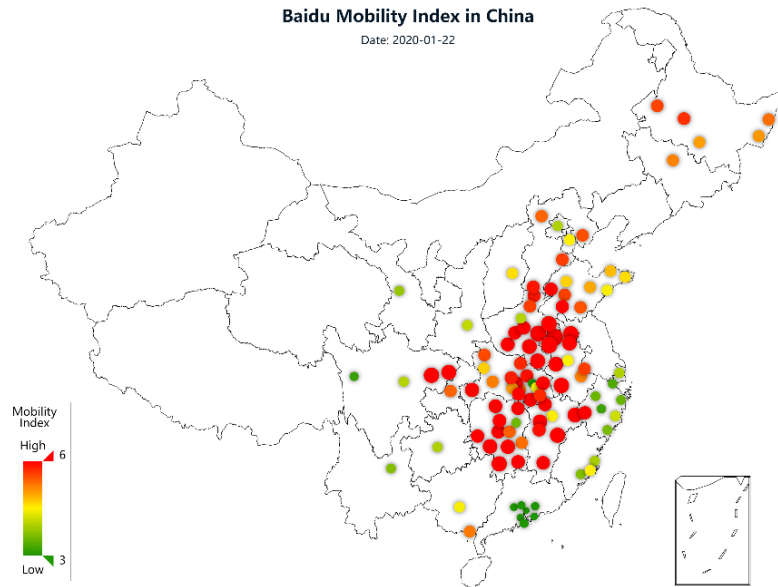 Baidu Mobility Index in China
Date: 2020-01-22
Mobility
Index
High
6
3
Low